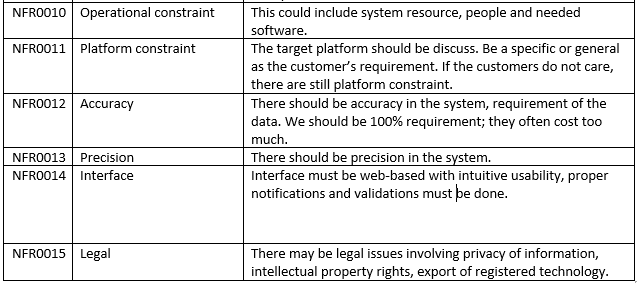 NFR0010 Operational constraint This could include system resource, people and needed
software.
NFR0011 Platform constraint The target platform should be discuss. Be a specific or general
as the customer's requirement. If the customers do not care,
there are still platform constraint.
NFR0012 Accuracy There should be accuracy in the system, requirement of the
data. We should be 100% requirement; they often cost too
much.
NFR0013 Precision There should be precision in the system.
NFR0014 Interface Interface must be web-based with intuitive usability, proper
notifications and validations must be done.
NFR0015 Legal There may be legal issues involving privacy of information,
intellectual property rights, export of registered technology.